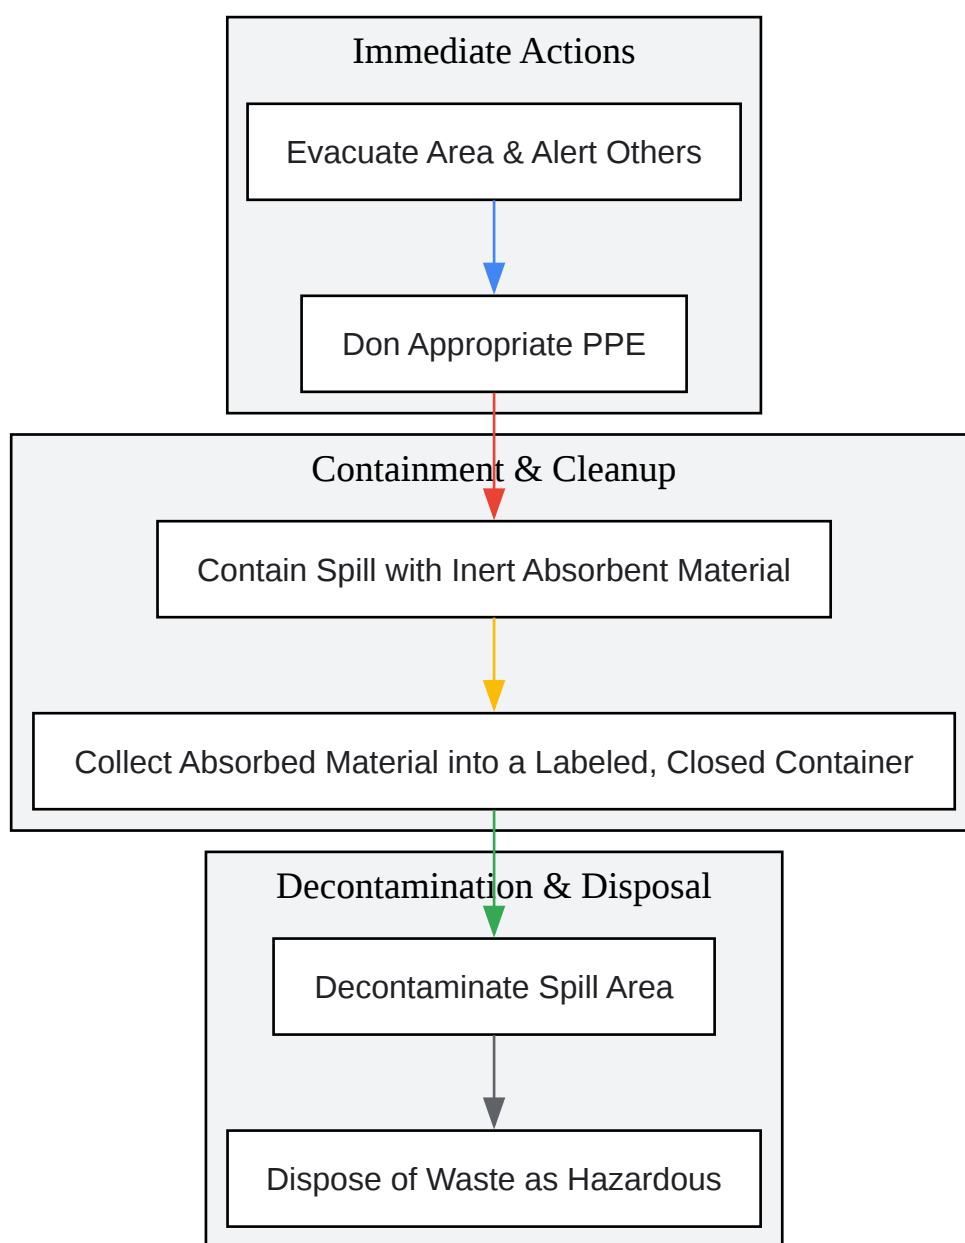 Immediate Actions
Evacuate Area & Alert Others
Don Appropriate PPE
Containment & Cleanup
Contain Spill with Inert Absorbent Material
Collect Absorbed Material into a Labeled, Closed Container
Decontamination & Disposal
Decontaminate Spill Area
Dispose of Waste as Hazardous